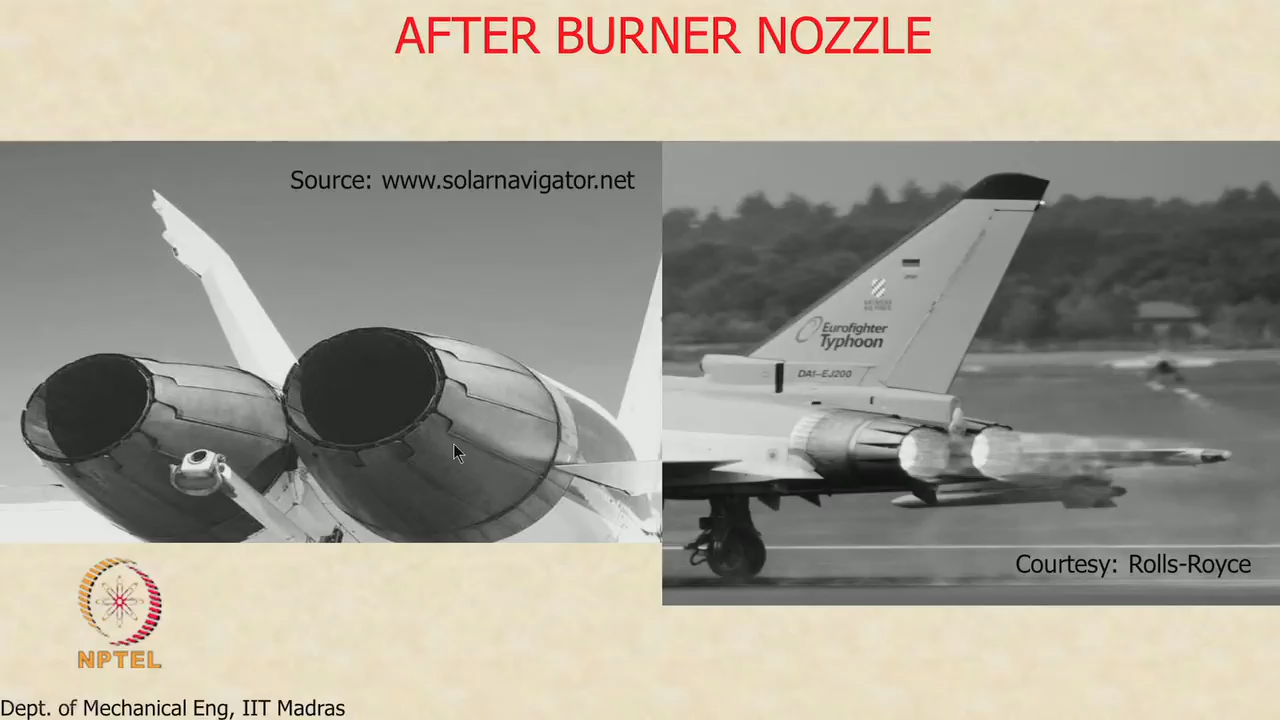 AFTER BURNER NOZZLE
Source: www.solarnavigator.net
Eurofighter
Typhoon
DA1-EJ200
Courtesy: Rolls-Royce
NPTEL
Dept. of Mechanical Eng, IIT Madras